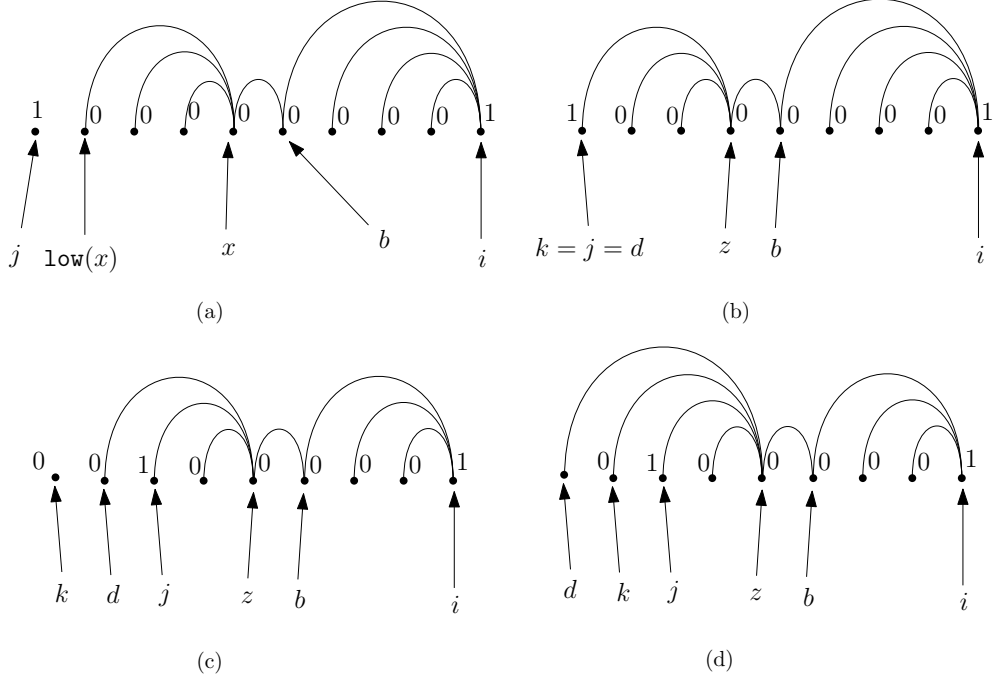 1 0 0 0 0 0 0 0 0 1
j low(x) x b i
(a)
1 0 0 0 0 0 0 0 1
k = j = d z b i
(b)
0 0 1 0 0 0 0 0 1
k d j z b i
(c)
0 1 0 0 0 0 0 1
d k j z b i
(d)